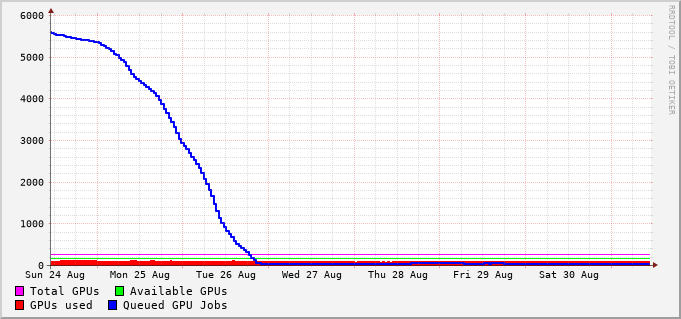 6000
5000
4000
3000
2000
1000
0
Sun 24 Aug Mon 25 Aug Tue 26 Aug Wed 27 Aug Thu 28 Aug Fri 29 Aug Sat 30 Aug
Total GPUs Available GPUs
GPUs used Queued GPU Jobs
RRDTOOL / TOBI OETIKER